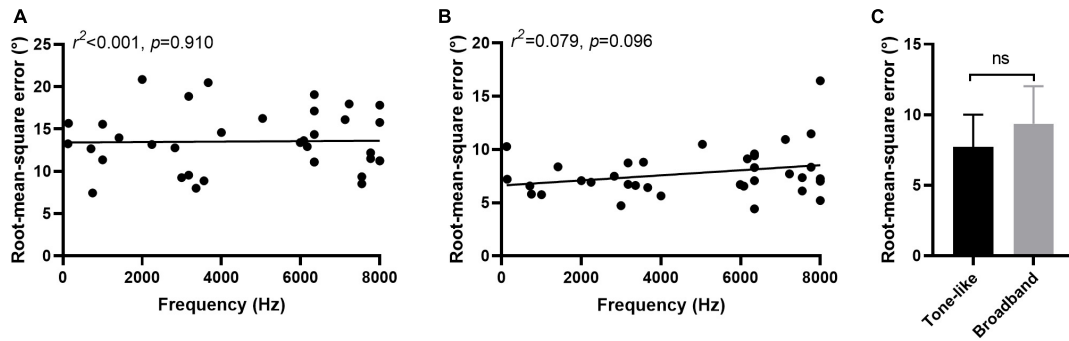 A
r²<0.001, p=0.910
Root-mean-square error (°)
25
20
15
10
5
0
0
2000
4000
6000
8000
Frequency (Hz)
B
r²=0.079, p=0.096
Root-mean-square error (°)
20
15
10
5
0
0
2000
4000
6000
8000
Frequency (Hz)
C
Root-mean-square error (°)
15
10
5
0
ns
Tone-like
Broadband